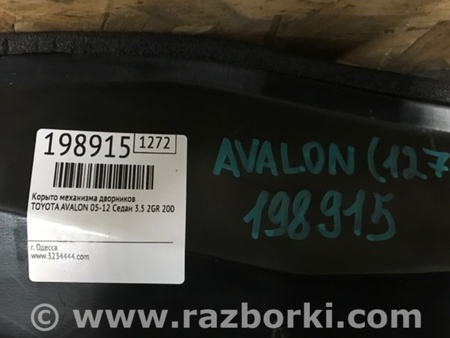 198915 1272
Корыто механизма дворников
TOYOTA AVALON 05-12 Седан 3.5 2GR 200
г. Одесса
www.3234444.com
AVALON (127
198915
© www.razborki.com